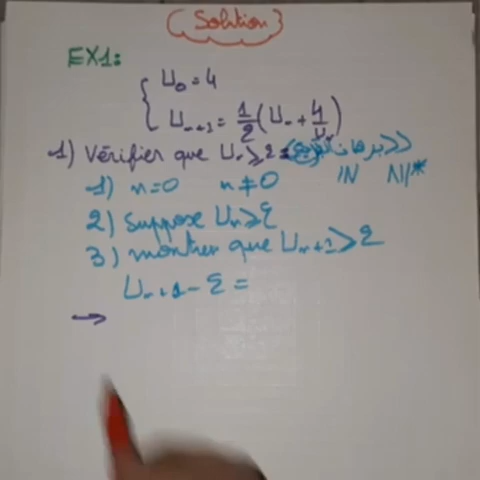 Solution
EX1:
U₀ = 4
Uₙ₊₁ = 1/2 (Uₙ + 4/Uₙ)
1) Vérifier que Uₙ ⩾ 2 >>
1) n=0 n≠0 IN IN*
2) Suppose Uₙ ⩾ 2
3) montrer que Uₙ₊₁ ⩾ 2
Uₙ₊₁ - 2 =
→